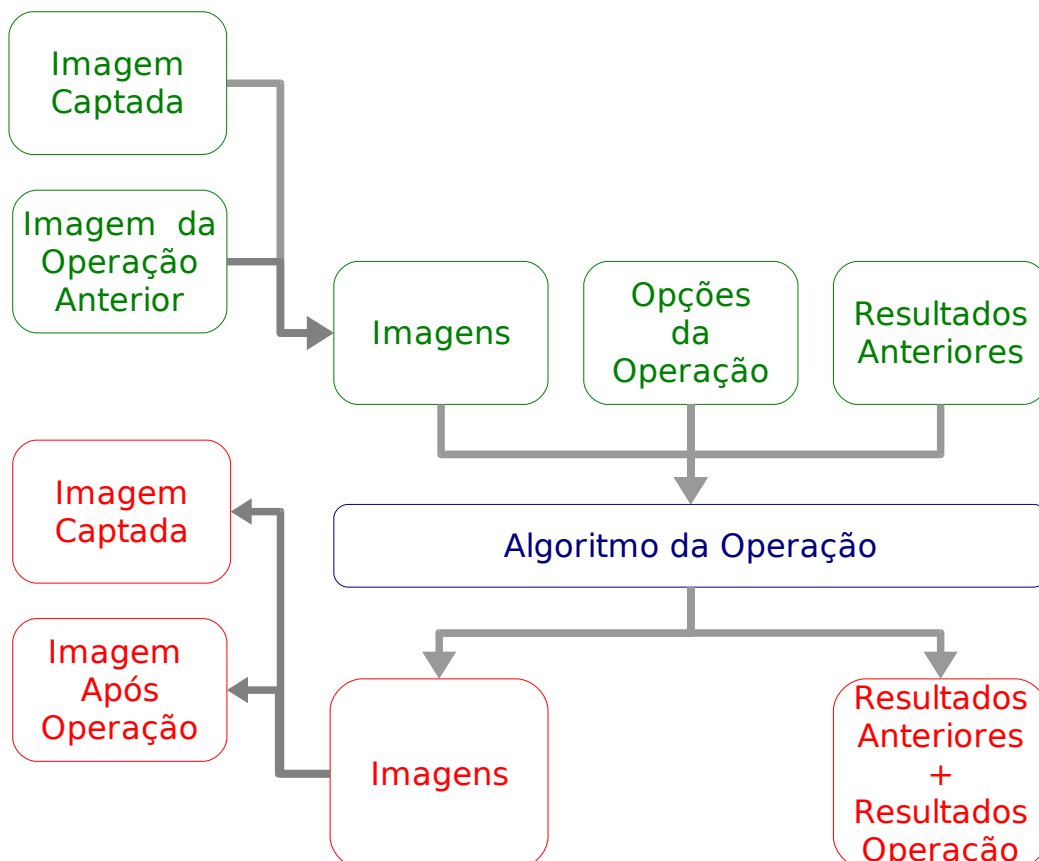 Imagem
Captada
Imagem da
Operação
Anterior
Imagens
Opções
da
Operação
Resultados
Anteriores
Imagem
Captada
Algoritmo da Operação
Imagem
Após
Operação
Imagens
Resultados
Anteriores
+
Resultados
Operação